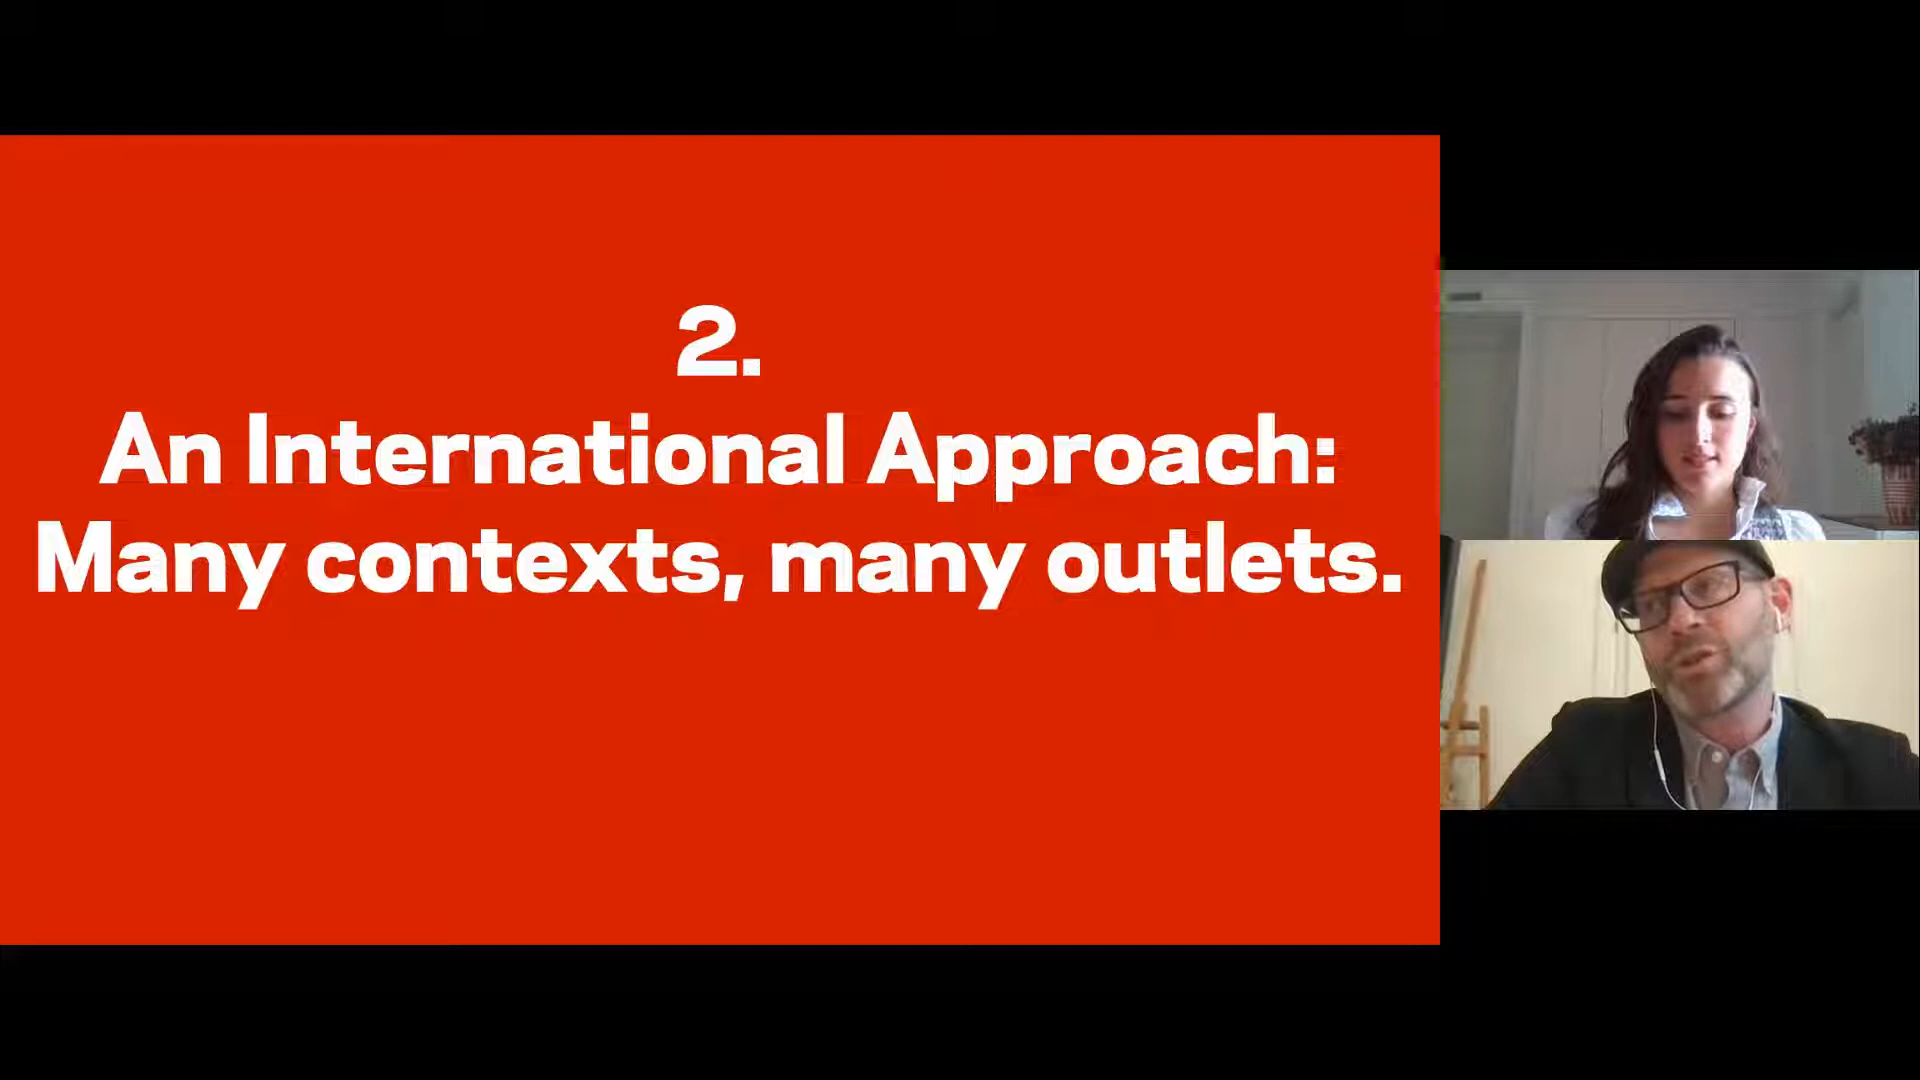 2.
An International Approach:
Many contexts, many outlets.